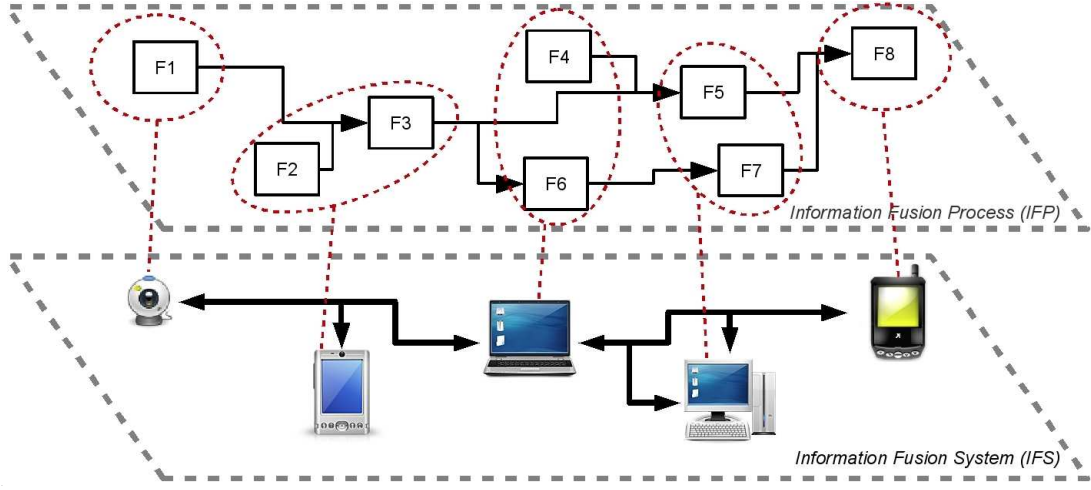 F1
F4
F8
F5
F3
F2
F6
F7
Information Fusion Process (IFP)
Information Fusion System (IFS)